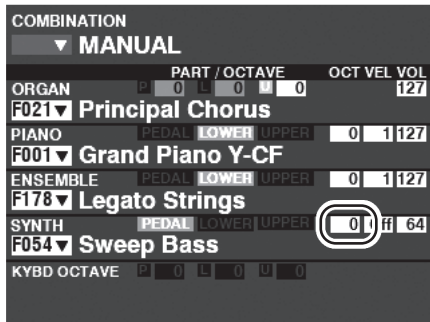 COMBINATION
▼ MANUAL
PART / OCTAVE OCT VEL VOL
ORGAN P 0 L 0 U 0 127
F021▼ Principal Chorus
PIANO PEDAL LOWER UPPER 0 1 127
F001▼ Grand Piano Y-CF
ENSEMBLE PEDAL LOWER UPPER 0 1 127
F178▼ Legato Strings
SYNTH PEDAL LOWER UPPER 0 Off 64
F054▼ Sweep Bass
KYBD OCTAVE P 0 L 0 U 0